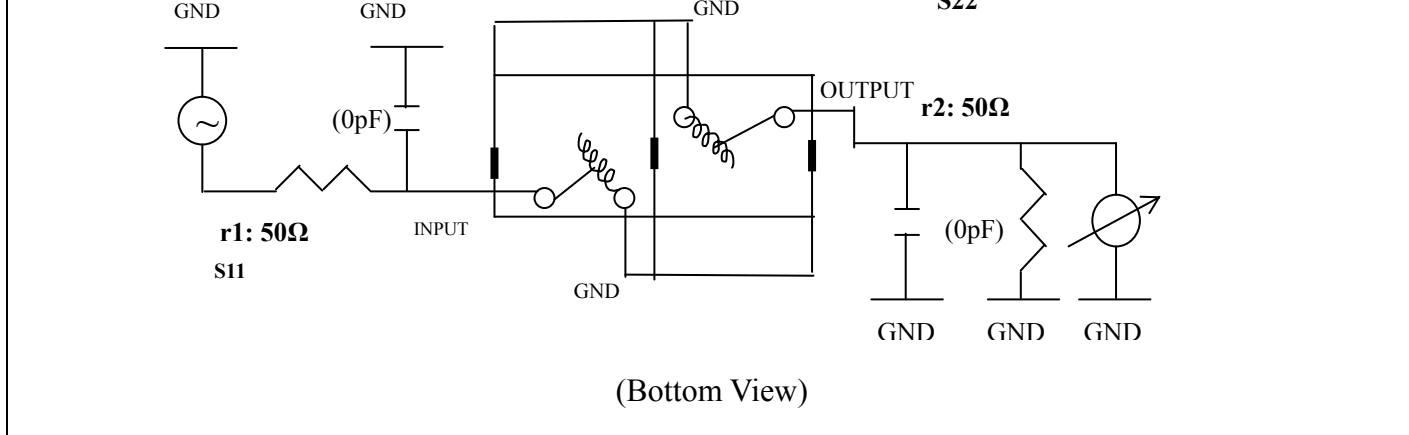 GND
GND
GND
S22
(0pF)
OUTPUT
r2: 50Ω
r1: 50Ω
INPUT
(0pF)
S11
GND
GND
GND
GND
(Bottom View)